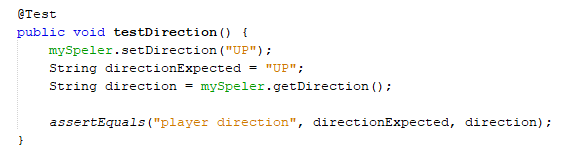 @Test
public void testDirection() {
mySpeler.setDirection("UP");
String directionExpected = "UP";
String direction = mySpeler.getDirection();
assertEquals("player direction", directionExpected, direction);
}